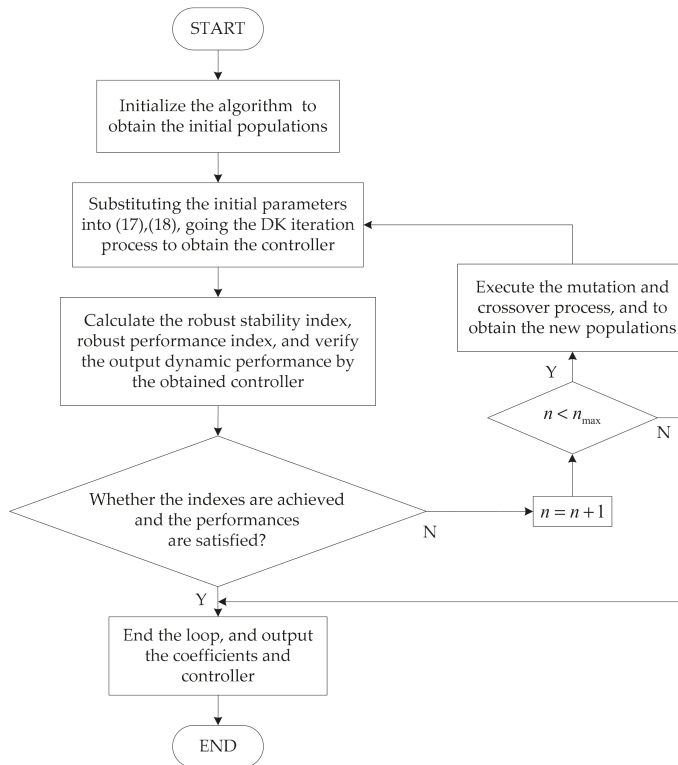 START
Initialize the algorithm to
obtain the initial populations
Substituting the initial parameters
into (17),(18), going the DK iteration
process to obtain the controller
Calculate the robust stability index,
robust performance index, and verify
the output dynamic performance by
the obtained controller
Whether the indexes are achieved
and the performances
are satisfied?
N
n = n + 1
n < n_max
N
Y
Execute the mutation and
crossover process, and to
obtain the new populations
Y
End the loop, and output
the coefficients and
controller
END